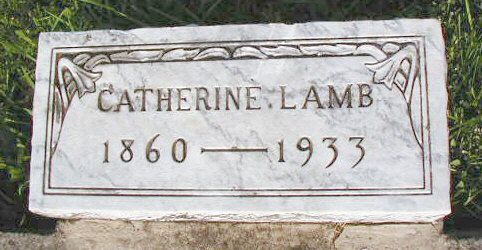 CATHERINE LAMB
1860 — 1933